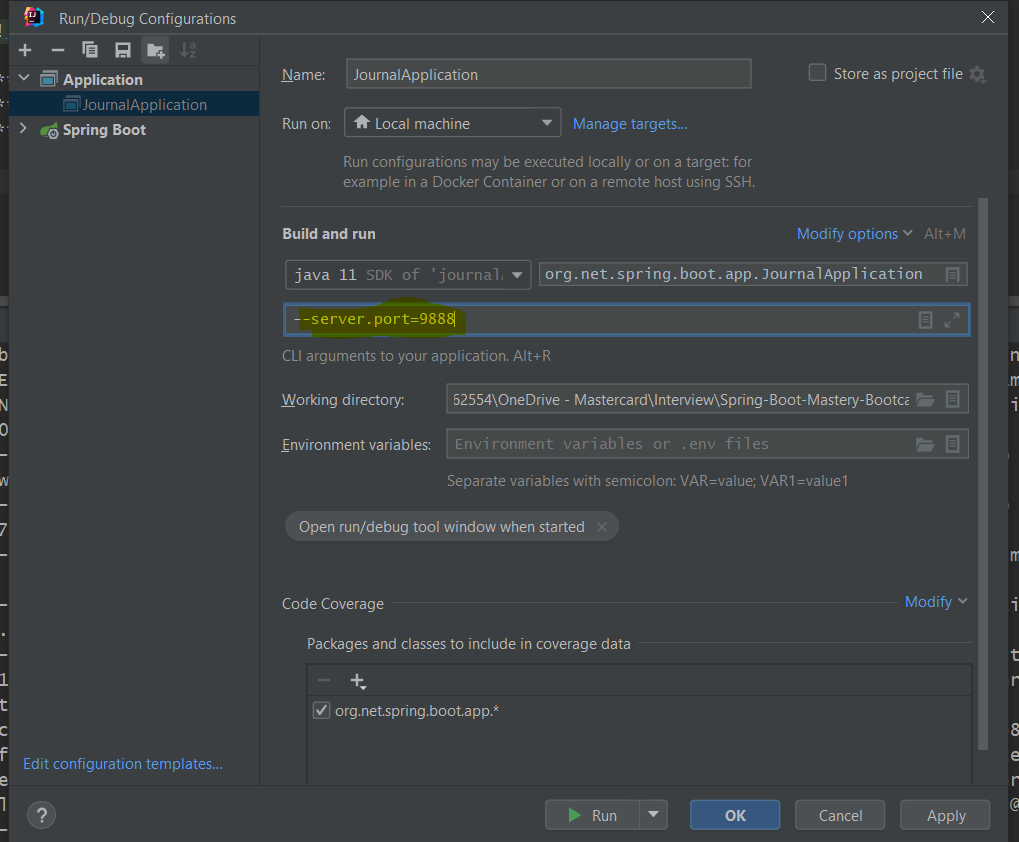 Run/Debug Configurations
Application
JournalApplication
Spring Boot
Edit configuration templates...
Name:
JournalApplication
Store as project file
Run on:
Local machine
Manage targets...
Run configurations may be executed locally or on a target: for
example in a Docker Container or on a remote host using SSH.
Build and run
Modify options
Alt+M
java 11 SDK of 'journal.
org.net.spring.boot.app.JournalApplication
--server.port=9888
CLI arguments to your application. Alt+R
Working directory:
62554\OneDrive - Mastercard\Interview\Spring-Boot-Mastery-Bootca
Environment variables:
Environment variables or .env files
Separate variables with semicolon: VAR=value; VAR1=value1
Open run/debug tool window when started
Code Coverage
Modify
Packages and classes to include in coverage data
org.net.spring.boot.app.*
?
Run
OK
Cancel
Apply